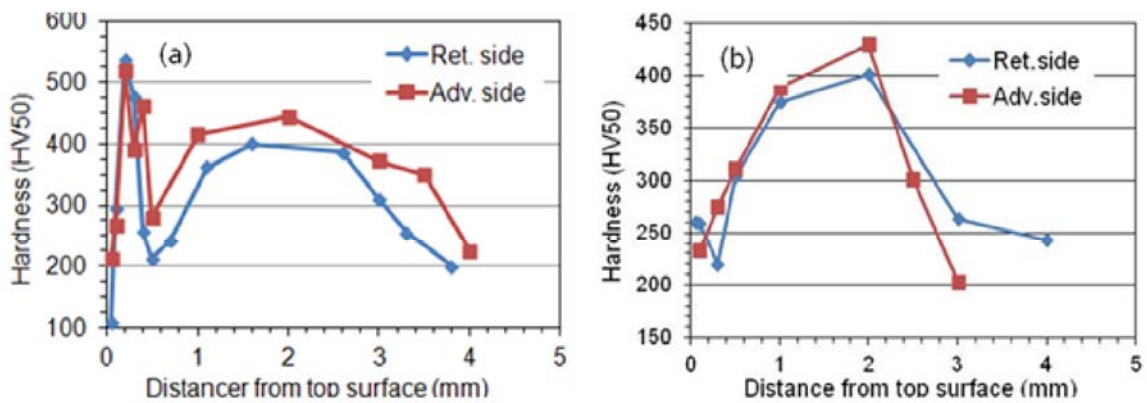 600
500
400
300
200
100
Hardness (HV50)
(a)
Ret. side
Adv. side
0 1 2 3 4 5
Distancer from top surface (mm)
450
400
350
300
250
200
150
Hardness (HV50)
(b)
Ret.side
Adv.side
0 1 2 3 4 5
Distance from top surface (mm)